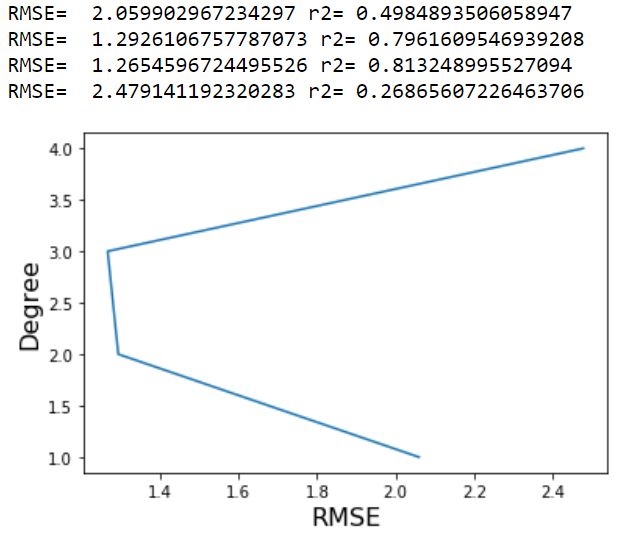 RMSE=  2.059902967234297 r2= 0.4984893506058947
RMSE=  1.2926106757787073 r2= 0.7961609546939208
RMSE=  1.2654596724495526 r2= 0.813248995527094
RMSE=  2.479141192320283 r2= 0.26865607226463706
4.0
3.5
3.0
2.5
2.0
1.5
1.0
Degree
1.4 1.6 1.8 2.0 2.2 2.4
RMSE